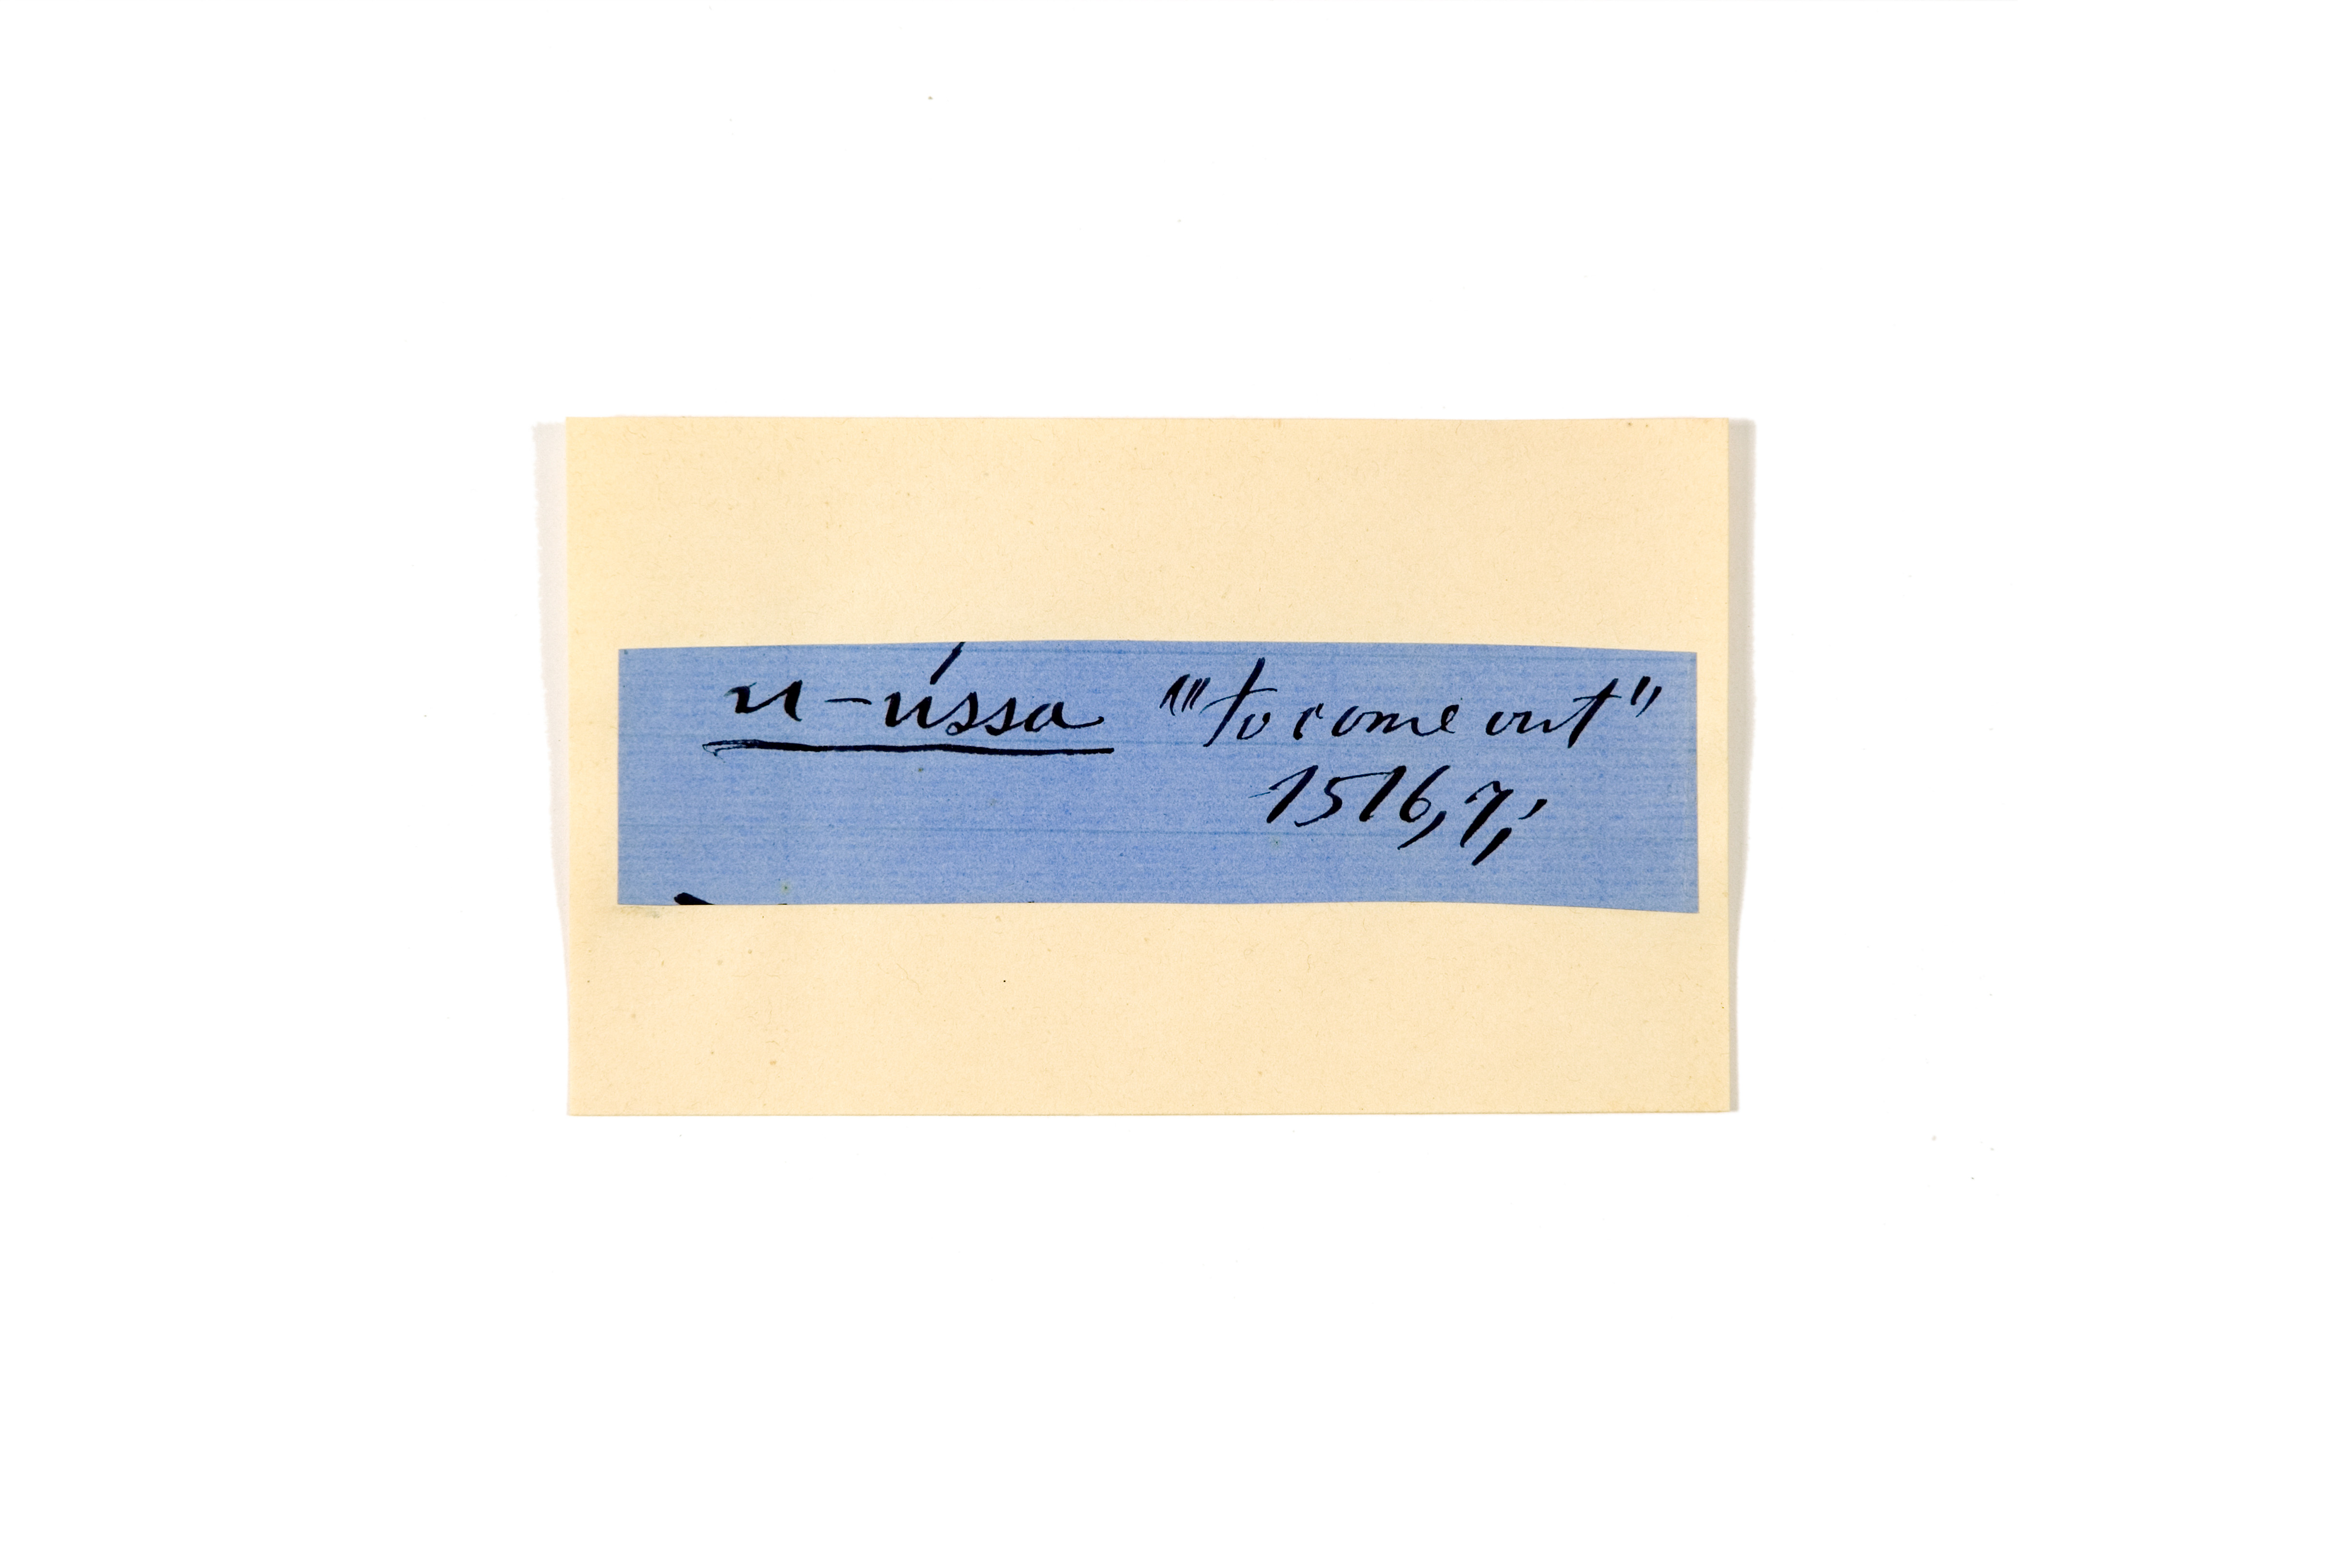 u-ússa "to come out"
1516,7;